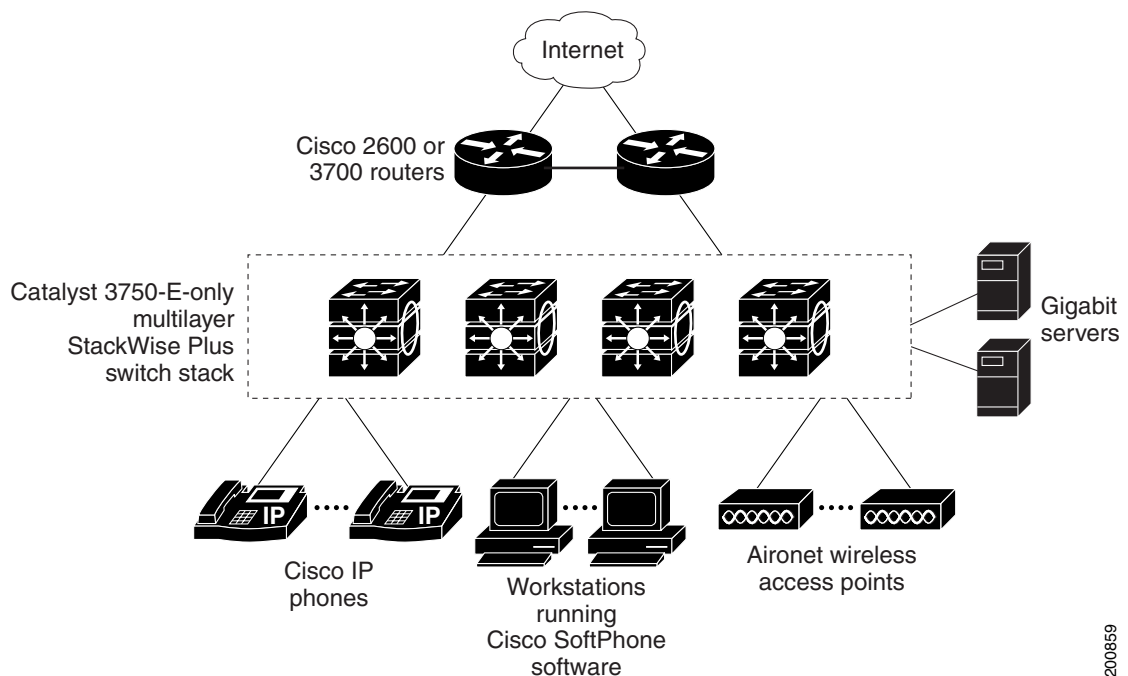 Internet
Cisco 2600 or
3700 routers
Catalyst 3750-E-only
multilayer
StackWise Plus
switch stack
Gigabit
servers
IP
IP
Cisco IP
phones
Workstations
running
Cisco SoftPhone
software
Aironet wireless
access points
200859